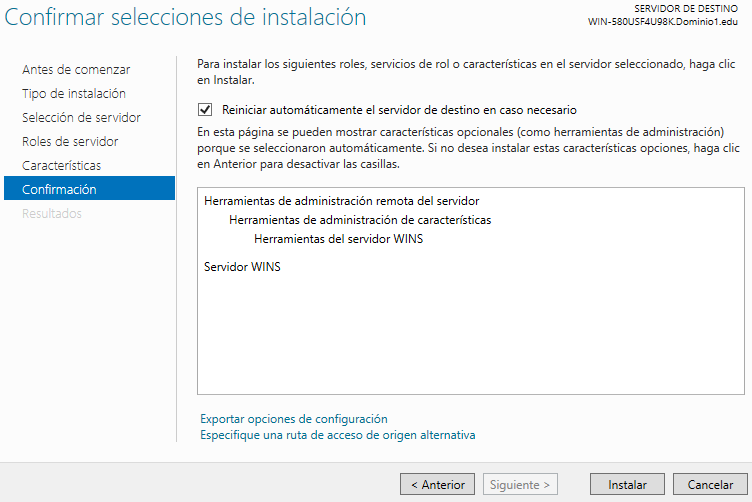 Confirmar selecciones de instalación
SERVIDOR DE DESTINO
WIN-580USF4U98K.Dominio1.edu
Antes de comenzar
Tipo de instalación
Selección de servidor
Roles de servidor
Características
Confirmación
Resultados
Para instalar los siguientes roles, servicios de rol o características en el servidor seleccionado, haga clic
en Instalar.
Reiniciar automáticamente el servidor de destino en caso necesario
En esta página se pueden mostrar características opcionales (como herramientas de administración)
porque se seleccionaron automáticamente. Si no desea instalar estas características opciones, haga clic
en Anterior para desactivar las casillas.
Herramientas de administración remota del servidor
Herramientas de administración de características
Herramientas del servidor WINS
Servidor WINS
Exportar opciones de configuración
Especifique una ruta de acceso de origen alternativa
< Anterior
Siguiente >
Instalar
Cancelar